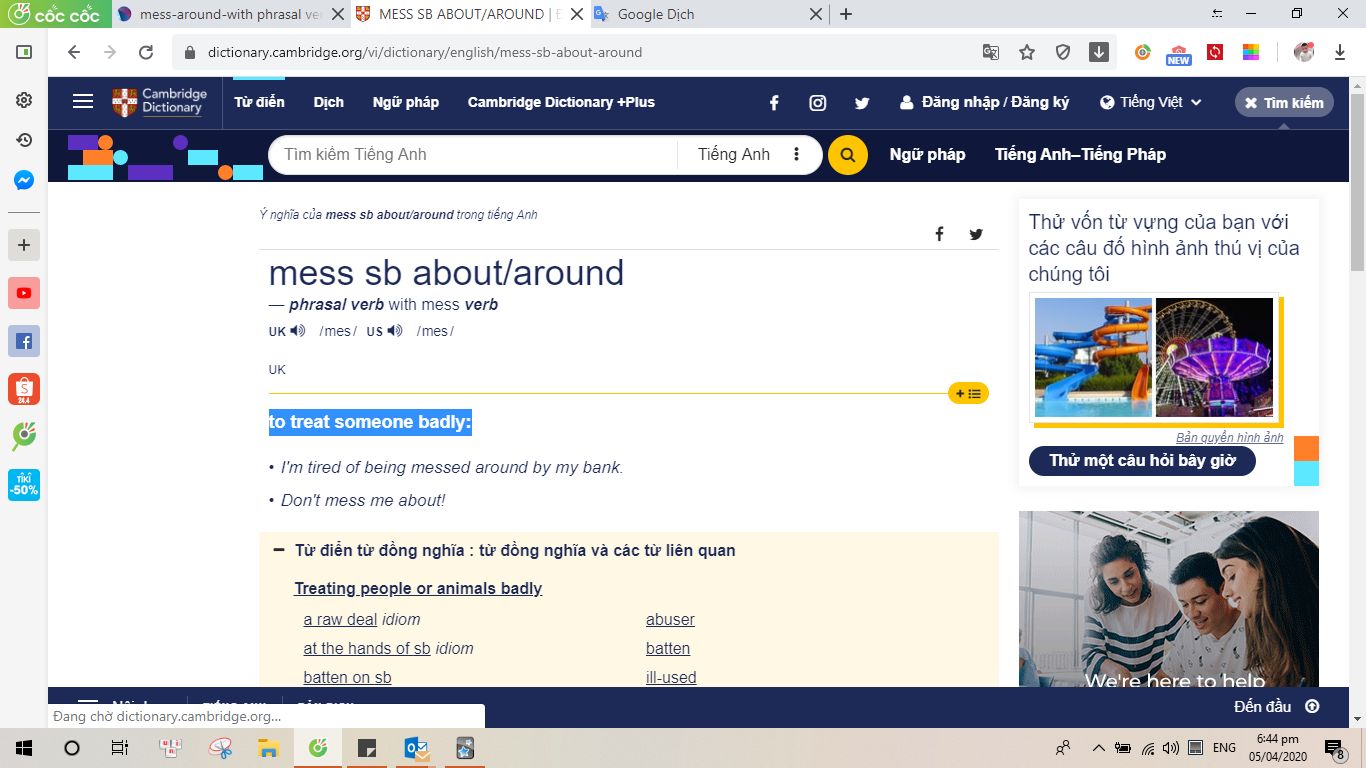 cốc cốc
mess-around-with phrasal ve
MESS SB ABOUT/AROUND |
Google Dịch
dictionary.cambridge.org/vi/dictionary/english/mess-sb-about-around
NEW
Cambridge
Dictionary
Từ điển
Dịch
Ngữ pháp
Cambridge Dictionary +Plus
Đăng nhập / Đăng ký
Tiếng Việt
Tìm kiếm
Tìm kiếm Tiếng Anh
Tiếng Anh
Ngữ pháp
Tiếng Anh–Tiếng Pháp
Ý nghĩa của mess sb about/around trong tiếng Anh
mess sb about/around
— phrasal verb with mess verb
UK /mes/ US /mes/
UK
to treat someone badly:
• I'm tired of being messed around by my bank.
• Don't mess me about!
Từ điển từ đồng nghĩa : từ đồng nghĩa và các từ liên quan
Treating people or animals badly
a raw deal idiom
abuser
at the hands of sb idiom
batten
batten on sb
ill-used
Thử vốn từ vựng của bạn với
các câu đố hình ảnh thú vị của
chúng tôi
Bản quyền hình ảnh
Thử một câu hỏi bây giờ
We're here to help
24.4
TIKI
-50%
Đến đầu
Đang chờ dictionary.cambridge.org...
ENG
6:44 pm
05/04/2020
8